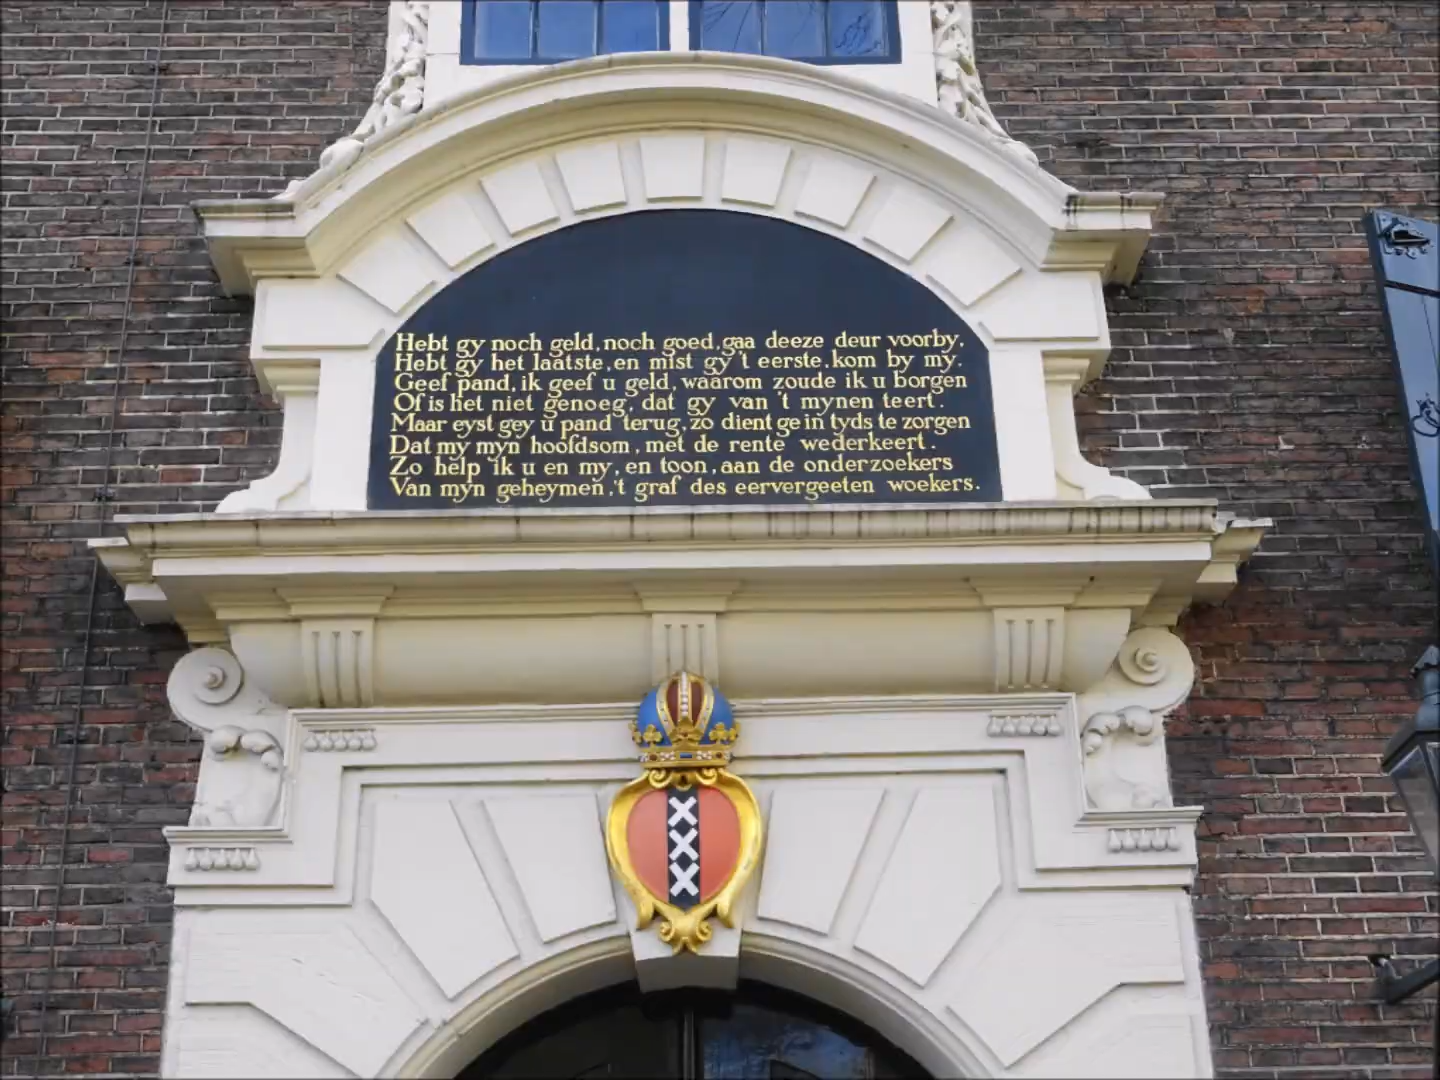 Hebt gy noch geld, noch goed, gaa deeze deur voorby.
Hebt gy het laatste, en mist gy 't eerste, kom by my.
Geef pand, ik geef u geld, waarom zoude ik u borgen
Of is het niet genoeg, dat gy van 't mynen teert.
Maar eyst gey u pand terug, zo dient ge in tyds te zorgen
Dat my myn hoofdsom, met de rente wederkeert.
Zo help ik u en my, en toon, aan de onderzoekers
Van myn geheymen, 't graf des eervergeeten woekers.